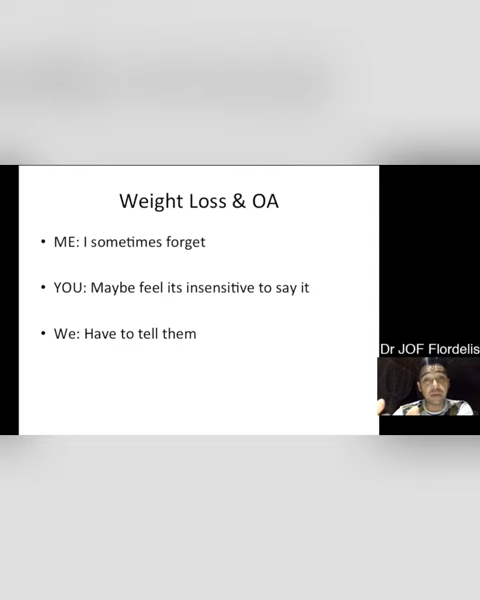 Weight Loss & OA
• ME: I sometimes forget
• YOU: Maybe feel its insensitive to say it
• We: Have to tell them
Dr JOF Flordelis